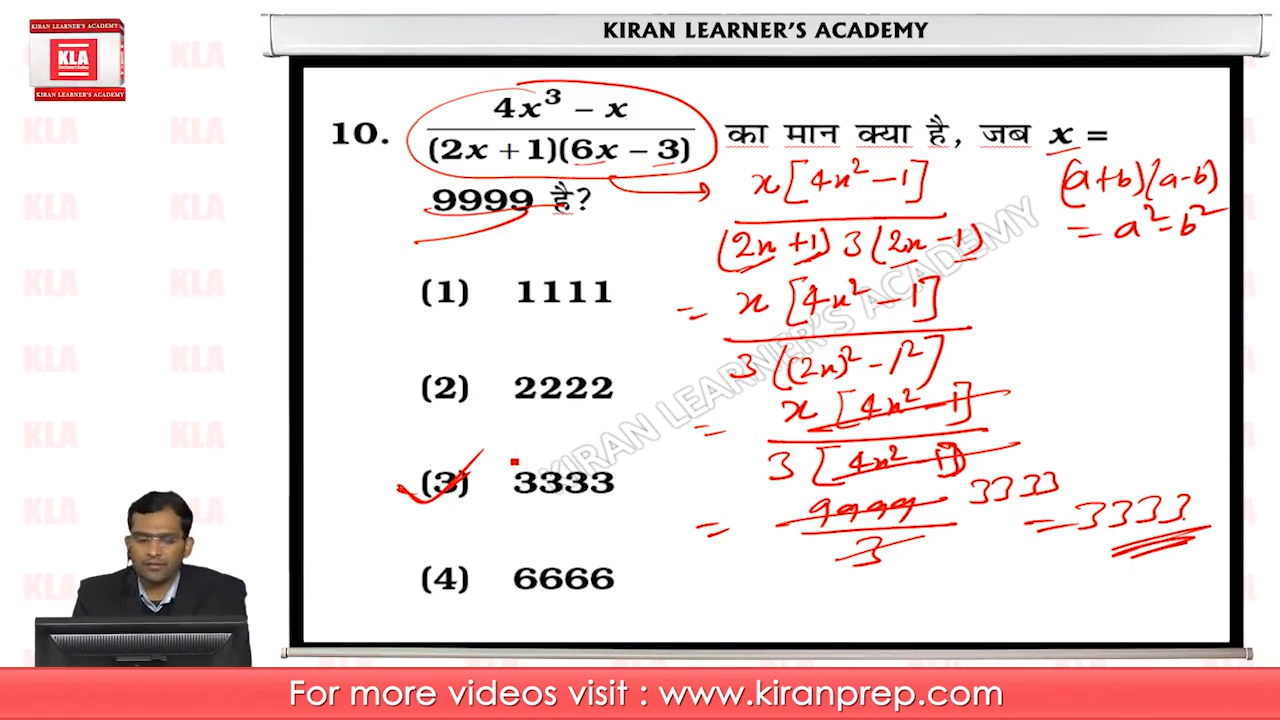 KIRAN LEARNER'S ACADEMY
KIRAN LEARNER'S ACADEMY
KLA
KIRAN LEARNER'S ACADEMY
10. 4x³ − x / (2x + 1)(6x − 3) का मान क्या है, जब x =
9999 है?
(1) 1111
(2) 2222
(3) 3333
(4) 6666
x[4x² − 1] / (2x + 1) 3 (2x − 1)
(a+b)(a-b)
= a² − b²
= x[4x² − 1] / 3[(2x)² − 1²]
= x[4x² − 1] / 3[4x² − 1]
= 9999 / 3 3333 = 3333
KIRAN LEARNER'S ACADEMY
For more videos visit : www.kiranprep.com